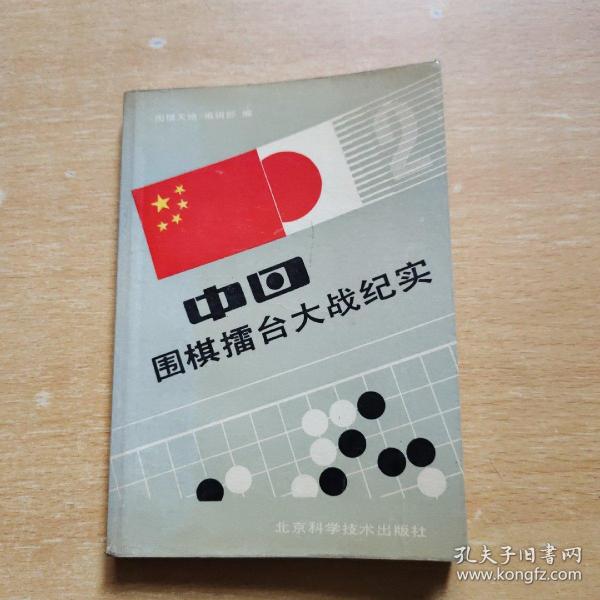 围棋天地 编辑部 编
2
中日
围棋擂台大战纪实
北京科学技术出版社
孔夫子旧书网
www.kongfz.com